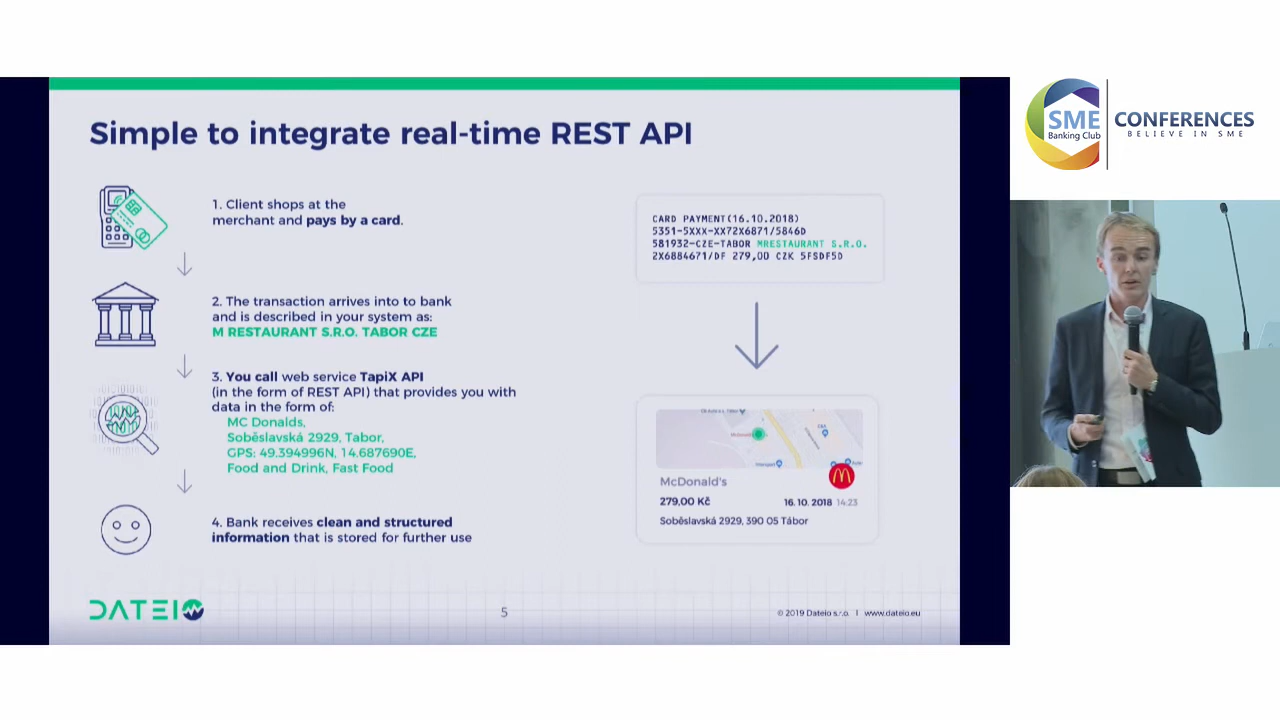 Simple to integrate real-time REST API
1. Client shops at the
merchant and pays by a card.
2. The transaction arrives into to bank
and is described in your system as:
M RESTAURANT S.R.O. TABOR CZE
3. You call web service TapiX API
(in the form of REST API) that provides you with
data in the form of:
MC Donalds,
Soběslavská 2929, Tabor,
GPS: 49.394996N, 14.687690E,
Food and Drink, Fast Food
4. Bank receives clean and structured
information that is stored for further use
CARD PAYMENT(16.10.2018)
5351-5XXX-XX72X6871/5846D
581932-CZE-TABOR MRESTAURANT S.R.O.
2X6884671/DF 279,00 CZK 5FSDF5D
McDonald's
279,00 Kč
16. 10. 2018 14:23
Soběslavská 2929, 390 05 Tábor
DATEIO
5
© 2019 Dateio s.r.o. | www.dateio.eu
SME
Banking Club
CONFERENCES
BELIEVE IN SME